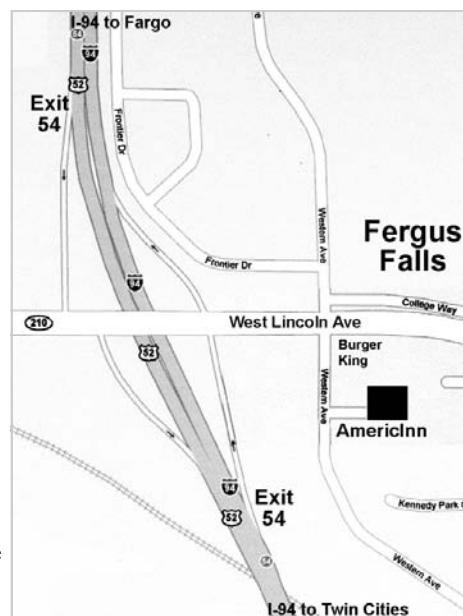 I-94 to Fargo
54
94
52
Exit
54
Frontier Dr
Western Ave
Fergus
Falls
Frontier Dr
94
College Way
210
West Lincoln Ave
52
Burger
King
Western Ave
AmericInn
94
Exit
54
52
Kennedy Park
54
Western Ave
I-94 to Twin Cities